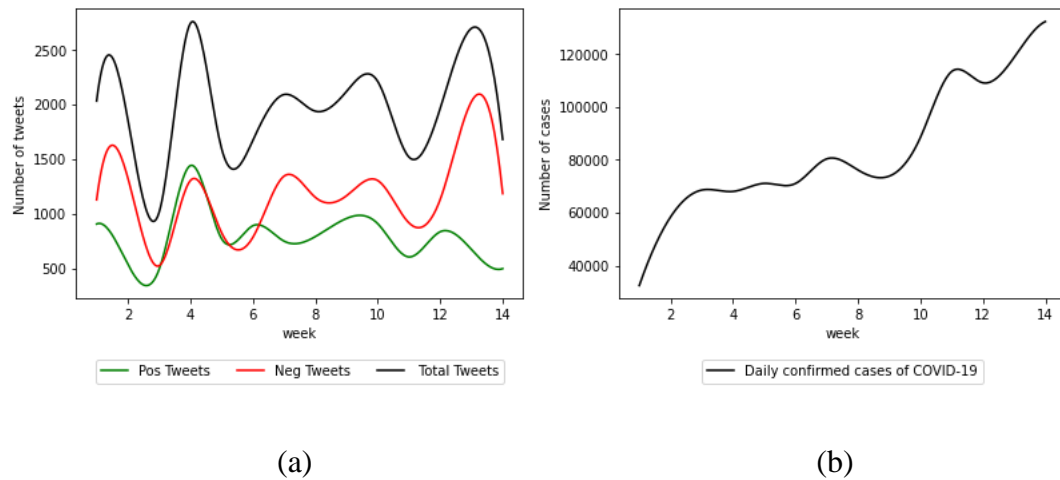 2500
2000
1500
1000
500
Number of tweets
2 4 6 8 10 12 14
week
Pos Tweets Neg Tweets Total Tweets
(a)
120000
100000
80000
60000
40000
Number of cases
2 4 6 8 10 12 14
week
Daily confirmed cases of COVID-19
(b)